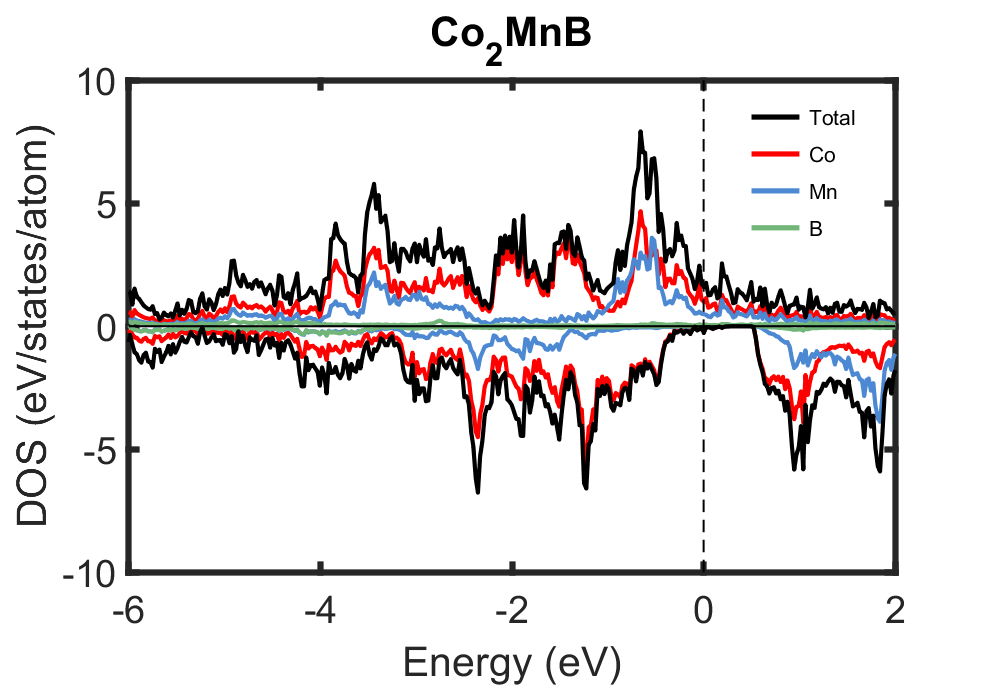 Co₂MnB
10
5
0
-5
-10
DOS (eV/states/atom)
Total
Co
Mn
B
-6 -4 -2 0 2
Energy (eV)